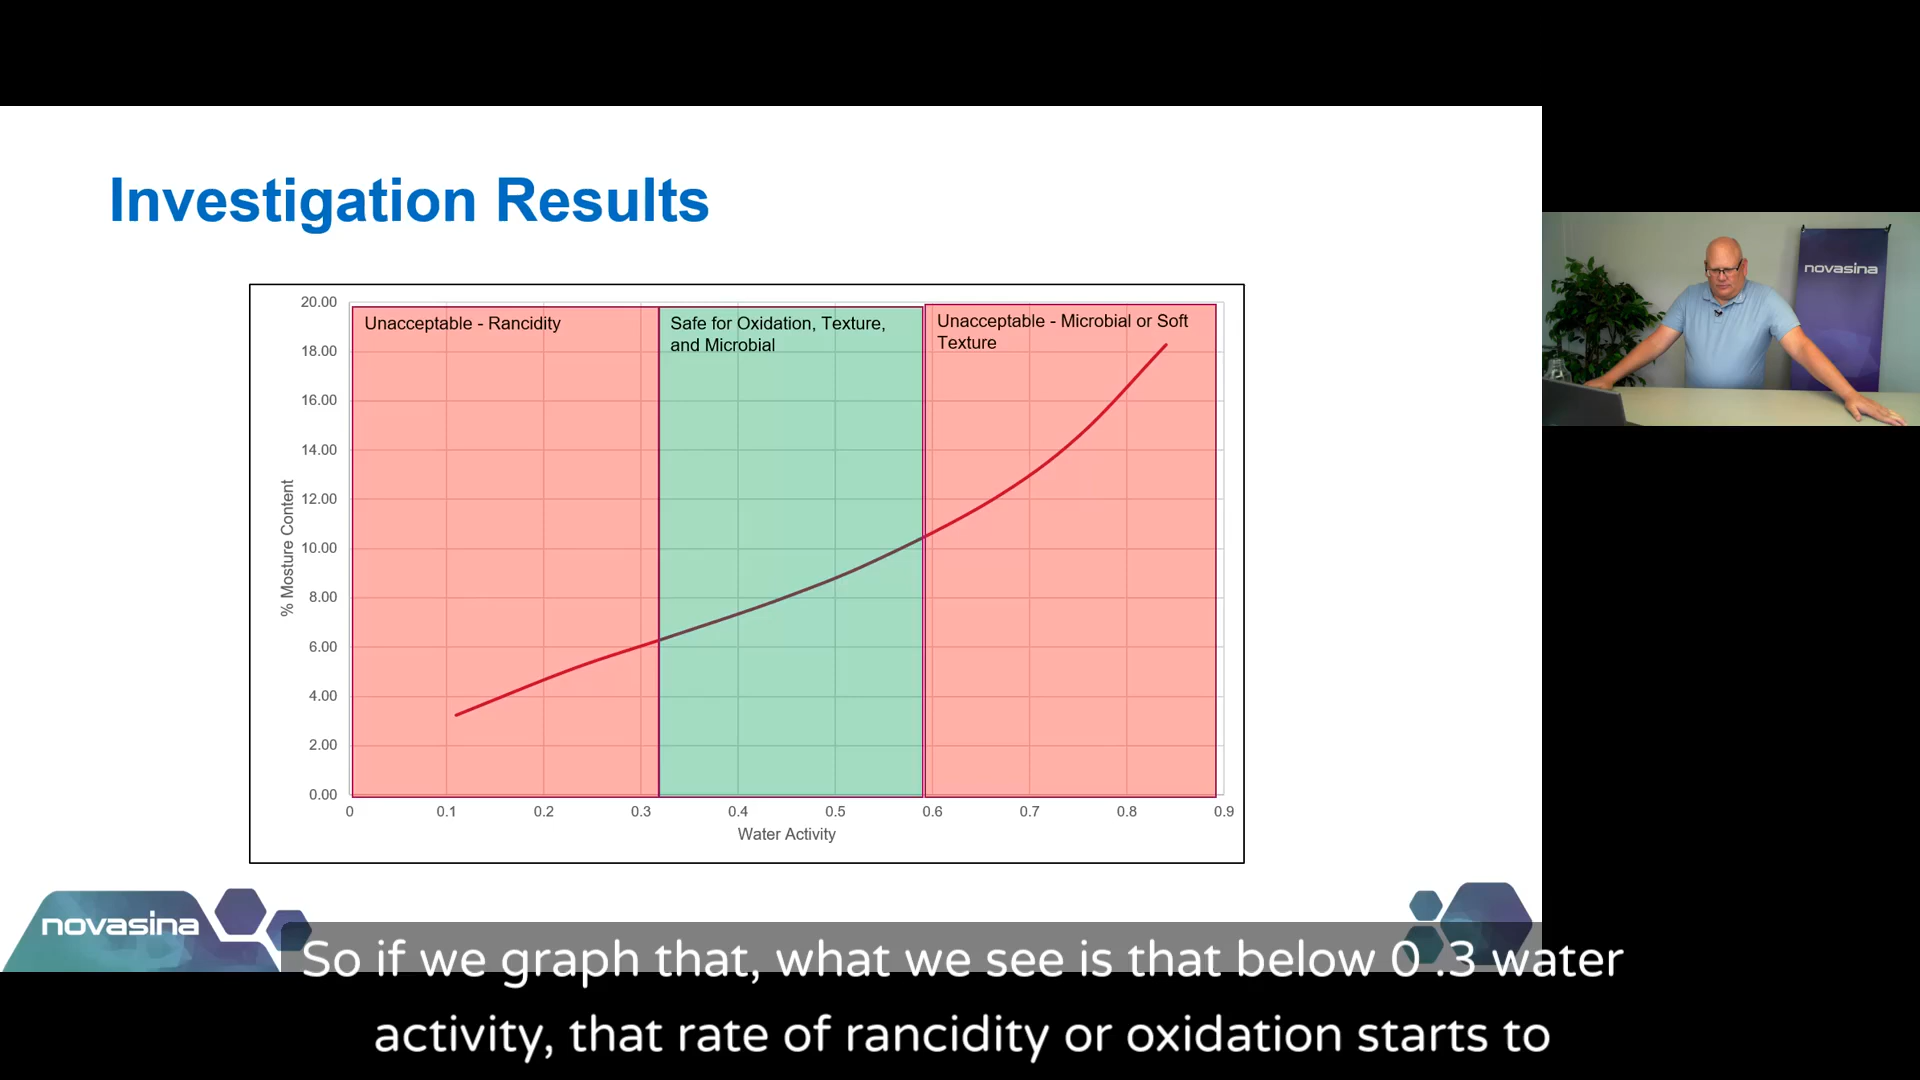 Investigation Results
20.00
18.00
16.00
14.00
12.00
10.00
8.00
6.00
4.00
2.00
0.00
% Mosture Content
Unacceptable - Rancidity
Safe for Oxidation, Texture,
and Microbial
Unacceptable - Microbial or Soft
Texture
0 0.1 0.2 0.3 0.4 0.5 0.6 0.7 0.8 0.9
Water Activity
novasina
novasina
So if we graph that, what we see is that below 0 .3 water
activity, that rate of rancidity or oxidation starts to